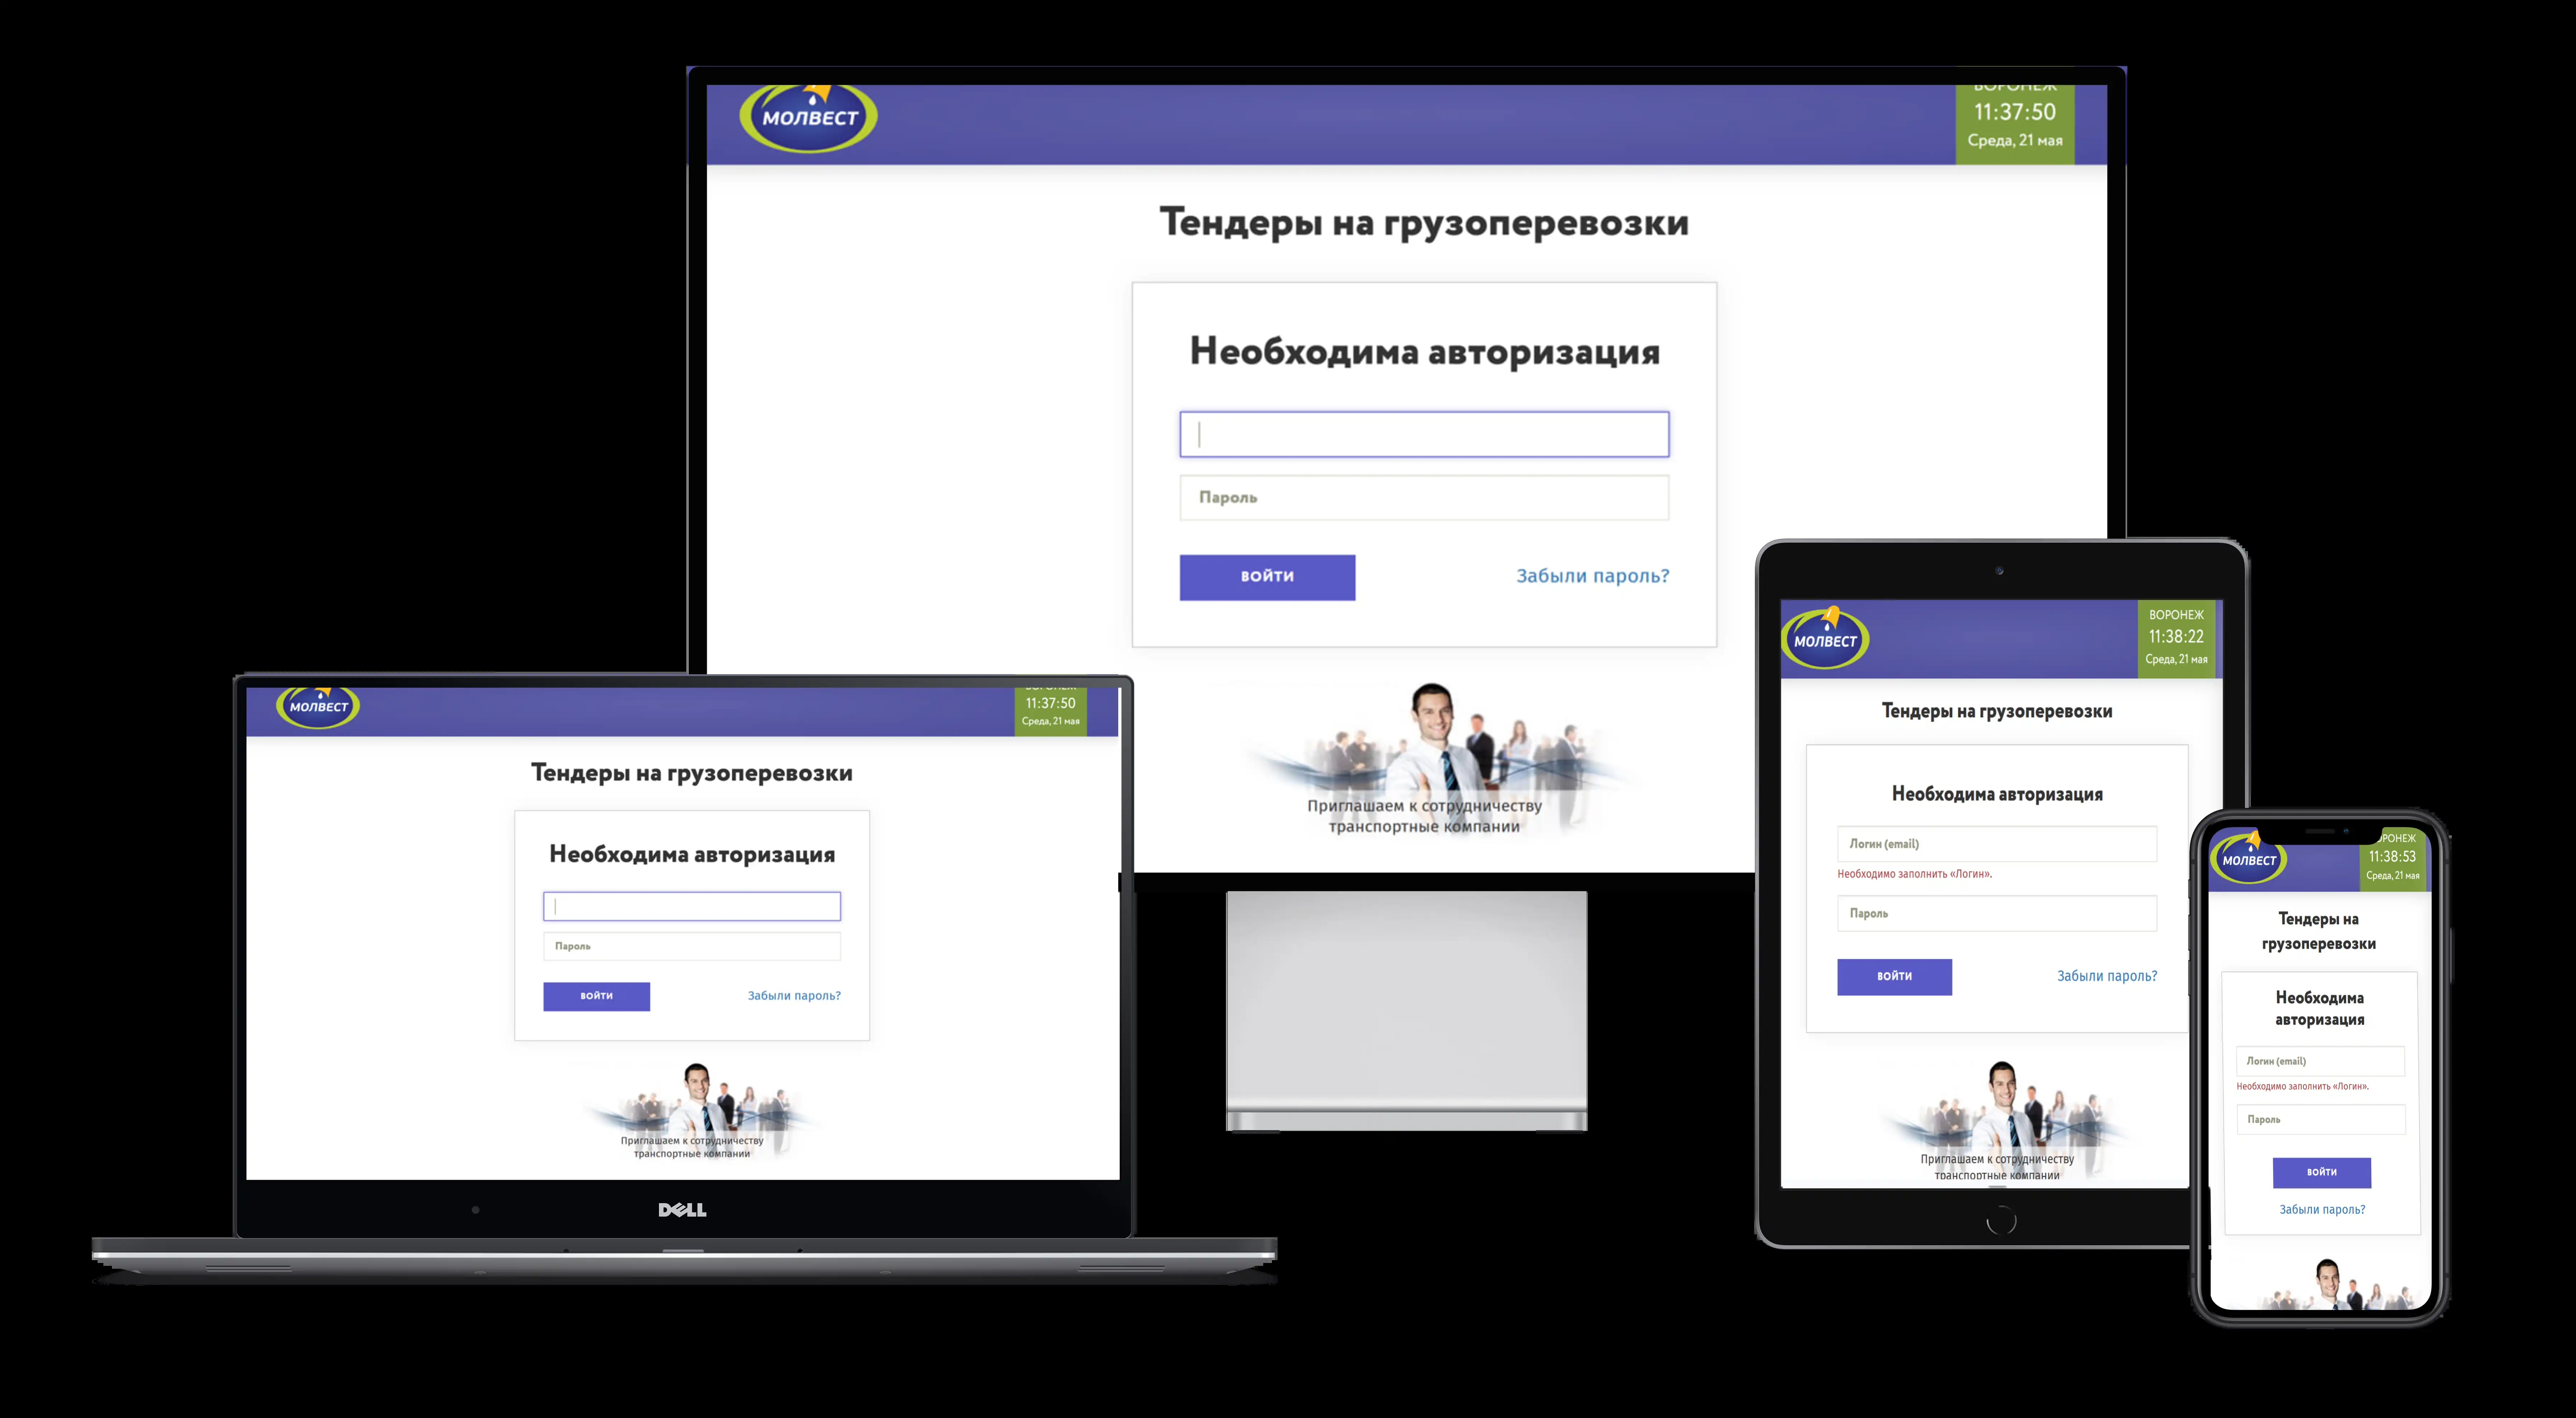 МОЛВЕСТ
ВОРОНЕЖ
11:37:50
Среда, 21 мая
Тендеры на грузоперевозки
Необходима авторизация
Пароль
ВОЙТИ
Забыли пароль?
Приглашаем к сотрудничеству
транспортные компании
МОЛВЕСТ
ВОРОНЕЖ
11:37:50
Среда, 21 мая
Тендеры на грузоперевозки
Необходима авторизация
Пароль
ВОЙТИ
Забыли пароль?
Приглашаем к сотрудничеству
транспортные компании
DELL
МОЛВЕСТ
ВОРОНЕЖ
11:38:22
Среда, 21 мая
Тендеры на грузоперевозки
Необходима авторизация
Логин (email)
Необходимо заполнить «Логин».
Пароль
ВОЙТИ
Забыли пароль?
Приглашаем к сотрудничеству
транспортные компании
МОЛВЕСТ
РОНЕЖ
11:38:53
Среда, 21 мая
Тендеры на
грузоперевозки
Необходима
авторизация
Логин (email)
Необходимо заполнить «Логин».
Пароль
ВОЙТИ
Забыли пароль?